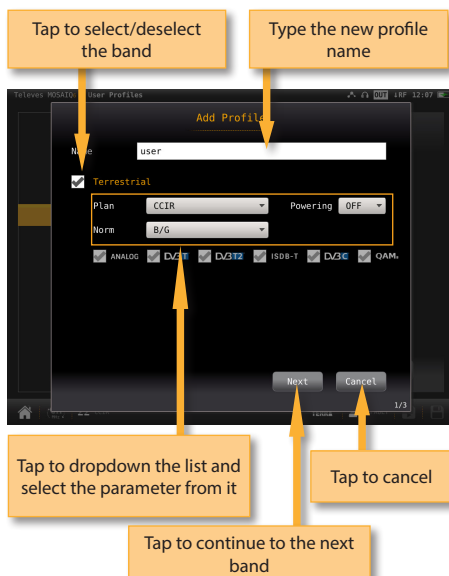 Tap to select/deselect
the band
Type the new profile
name
Televes MOSAIQ User Profiles
OUT RF 12:07
Add Profile
user
Terrestrial
Plan
CCIR
Powering
OFF
Norm
B/G
ANALOG
DVB T
DVB T2
ISDB-T
DVB C
QAM
Next
Cancel
1/3
Tap to dropdown the list and
select the parameter from it
Tap to cancel
Tap to continue to the next
band